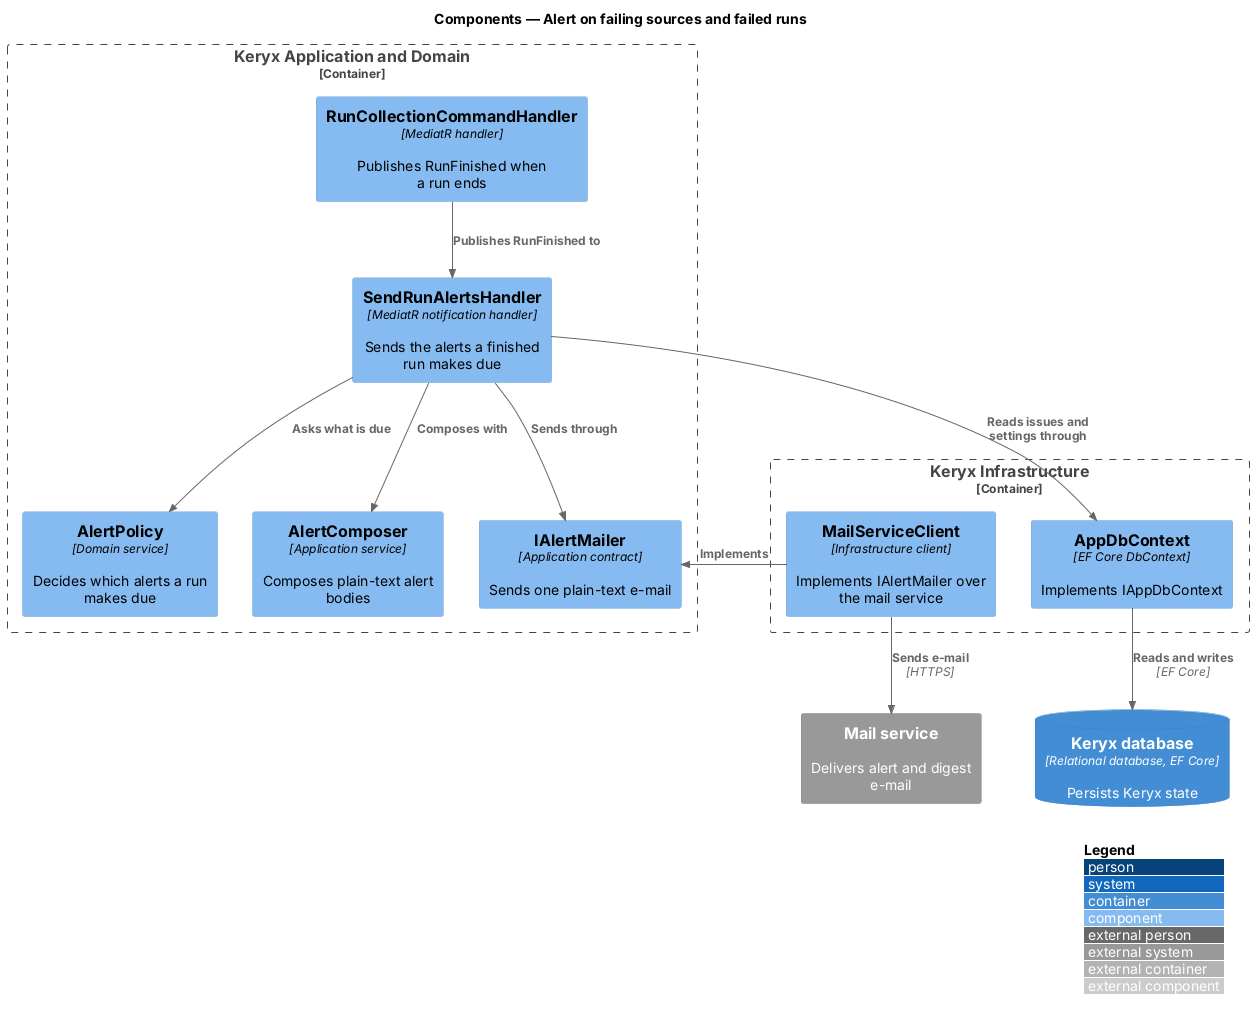 Components — Alert on failing sources and failed runs
Keryx Application and Domain
[Container]
RunCollectionCommandHandler
[MediatR handler]
Publishes RunFinished when
a run ends
Publishes RunFinished to
SendRunAlertsHandler
[MediatR notification handler]
Sends the alerts a finished
run makes due
Asks what is due
Composes with
Sends through
Reads issues and
settings through
AlertPolicy
[Domain service]
Decides which alerts a run
makes due
AlertComposer
[Application service]
Composes plain-text alert
bodies
IAlertMailer
[Application contract]
Sends one plain-text e-mail
Implements
Keryx Infrastructure
[Container]
MailServiceClient
[Infrastructure client]
Implements IAlertMailer over
the mail service
AppDbContext
[EF Core DbContext]
Implements IAppDbContext
Sends e-mail
[HTTPS]
Reads and writes
[EF Core]
Mail service
Delivers alert and digest
e-mail
Keryx database
[Relational database, EF Core]
Persists Keryx state
Legend
person
system
container
component
external person
external system
external container
external component